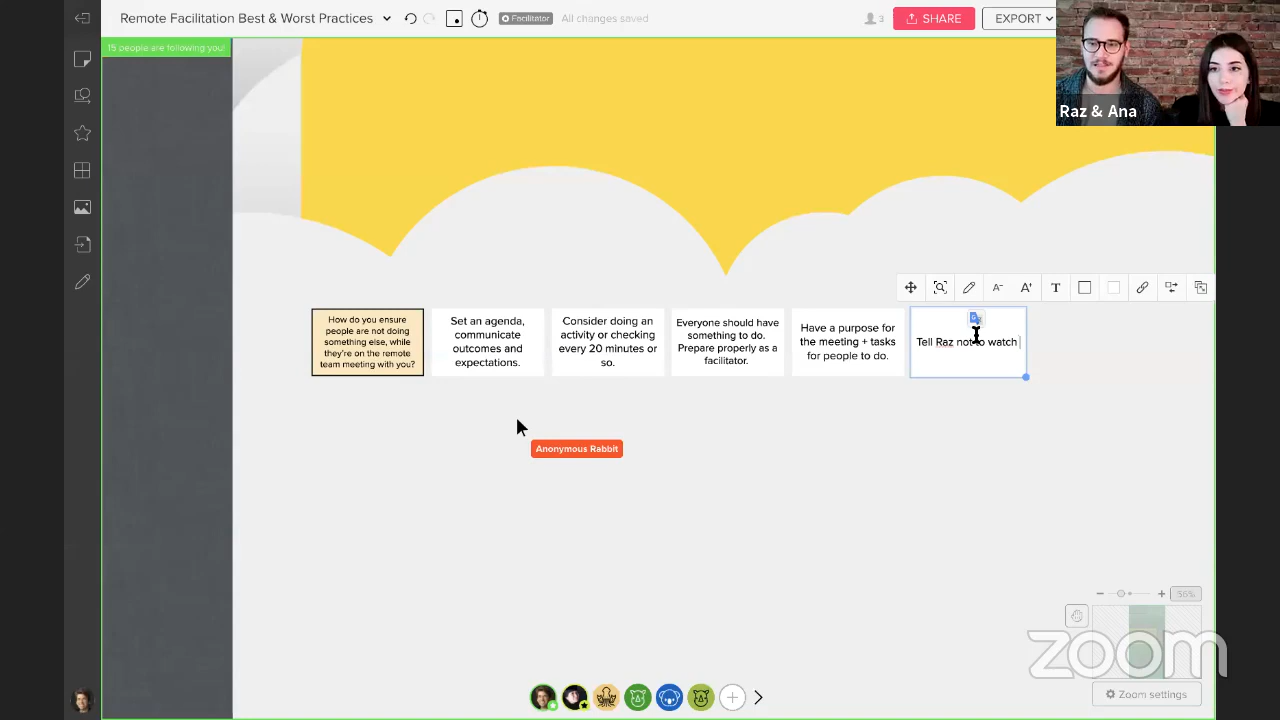 Remote Facilitation Best & Worst Practices
Facilitator
All changes saved
3
SHARE
EXPORT
15 people are following you!
Raz & Ana
How do you ensure
people are not doing
something else, while
they're on the remote
team meeting with you?
Set an agenda,
communicate
outcomes and
expectations.
Consider doing an
activity or checking
every 20 minutes or
so.
Everyone should have
something to do.
Prepare properly as a
facilitator.
Have a purpose for
the meeting + tasks
for people to do.
A−
A+
T
Tell Raz not to watch
Anonymous Rabbit
56%
zoom
Zoom settings